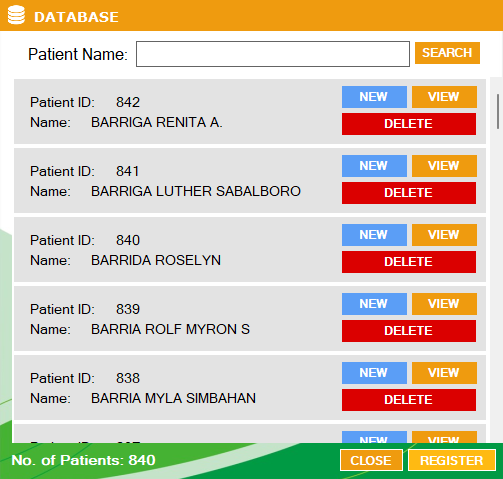 DATABASE
Patient Name: SEARCH
Patient ID: 842 NEW VIEW
Name: BARRIGA RENITA A. DELETE
Patient ID: 841 NEW VIEW
Name: BARRIGA LUTHER SABALBORO DELETE
Patient ID: 840 NEW VIEW
Name: BARRIDA ROSELYN DELETE
Patient ID: 839 NEW VIEW
Name: BARRIA ROLF MYRON S DELETE
Patient ID: 838 NEW VIEW
Name: BARRIA MYLA SIMBAHAN DELETE
Patient ID: NEW VIEW
No. of Patients: 840 CLOSE REGISTER